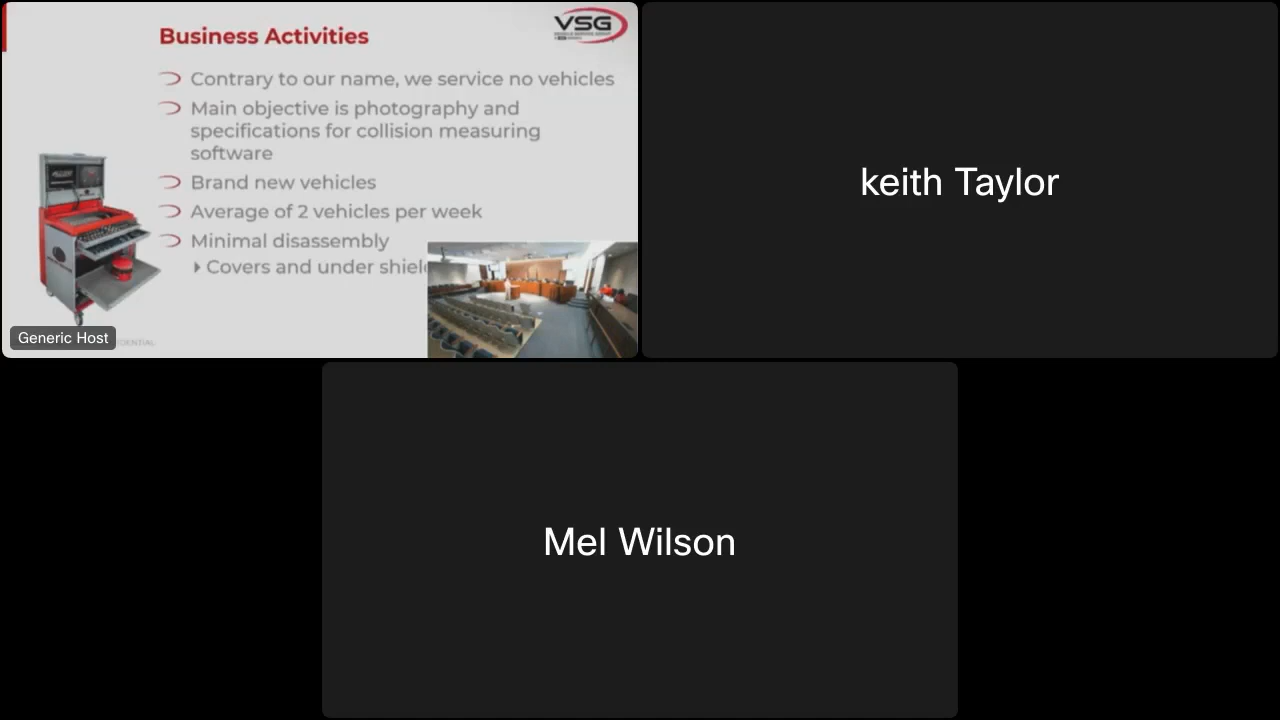 Business Activities
VSG
Contrary to our name, we service no vehicles
Main objective is photography and
specifications for collision measuring
software
Brand new vehicles
Average of 2 vehicles per week
Minimal disassembly
Covers and under shiel
Generic Host
keith Taylor
Mel Wilson